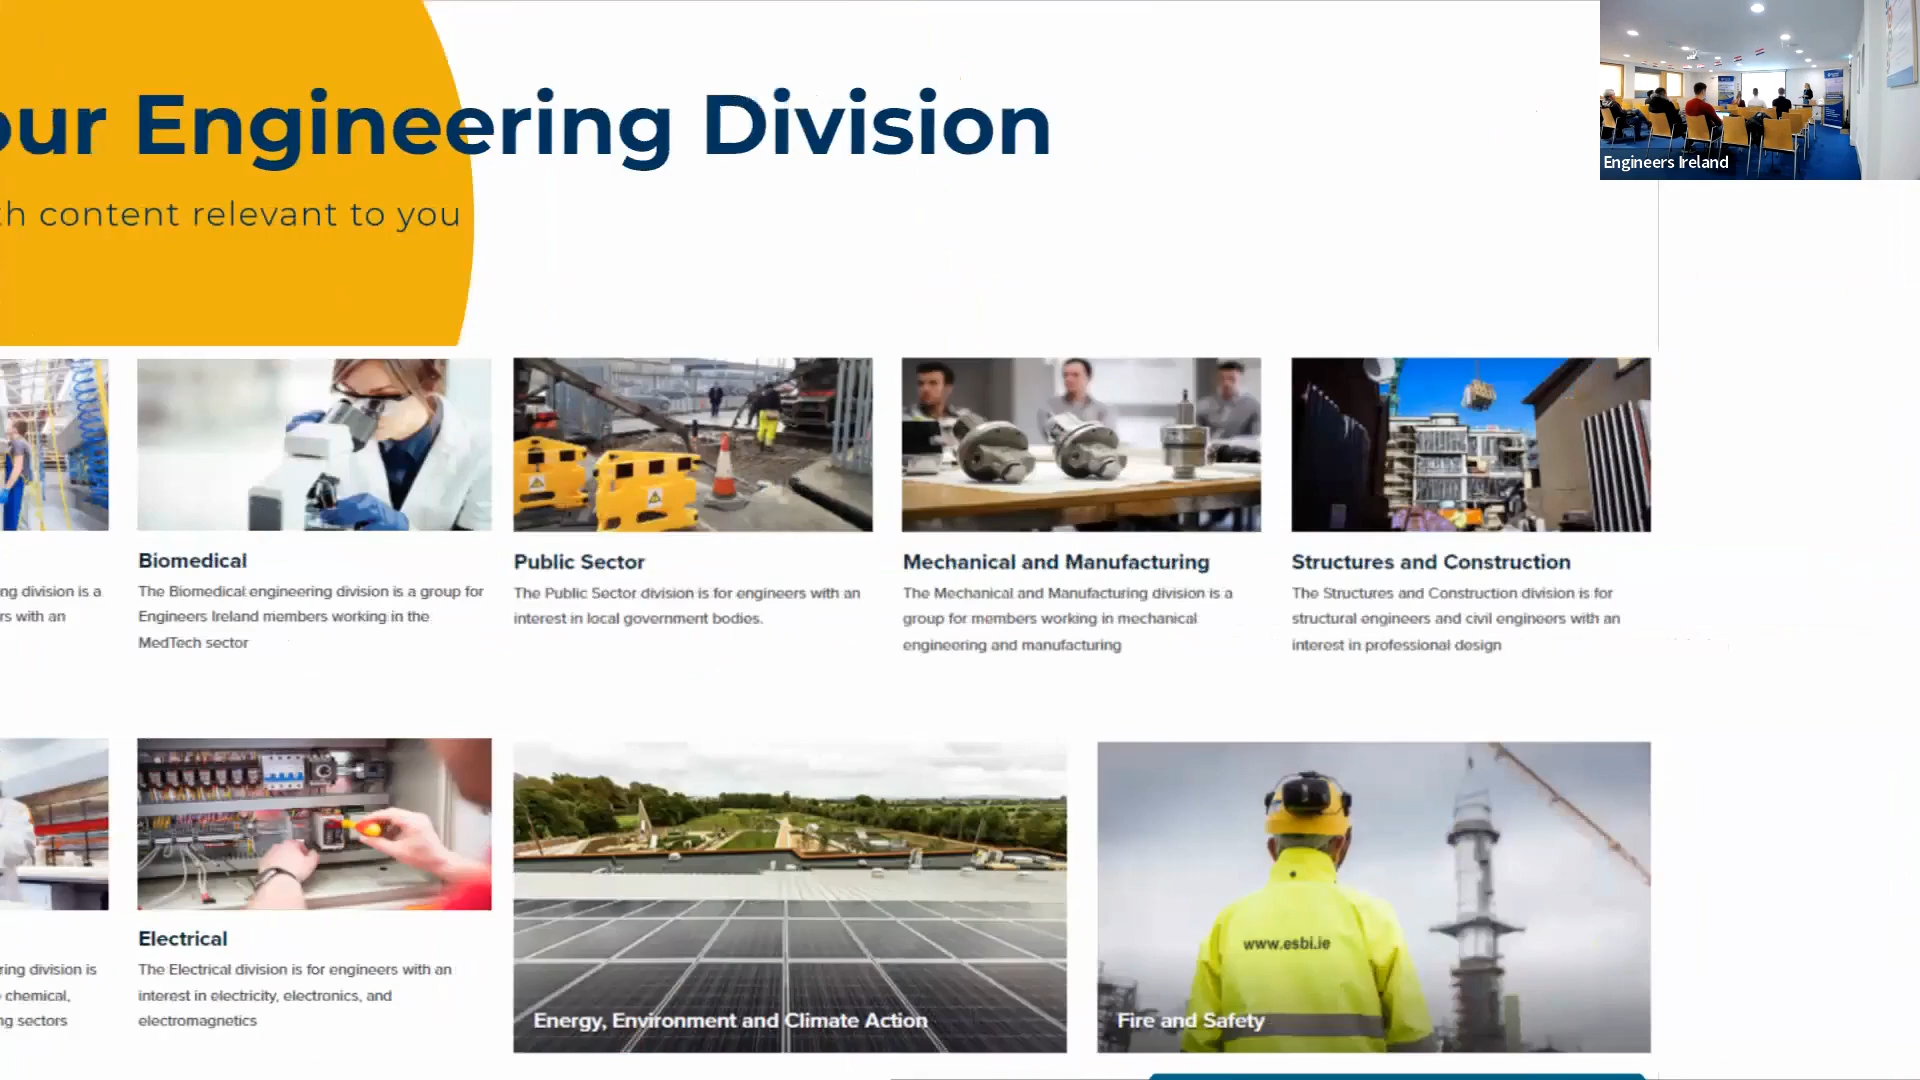 our Engineering Division
th content relevant to you
Engineers Ireland
ng division is a
rs with an
Biomedical
The Biomedical engineering division is a group for
Engineers Ireland members working in the
MedTech sector
Public Sector
The Public Sector division is for engineers with an
interest in local government bodies.
Mechanical and Manufacturing
The Mechanical and Manufacturing division is a
group for members working in mechanical
engineering and manufacturing
Structures and Construction
The Structures and Construction division is for
structural engineers and civil engineers with an
interest in professional design
ring division is
chemical,
ng sectors
Electrical
The Electrical division is for engineers with an
interest in electricity, electronics, and
electromagnetics
Energy, Environment and Climate Action
www.esbi.ie
Fire and Safety